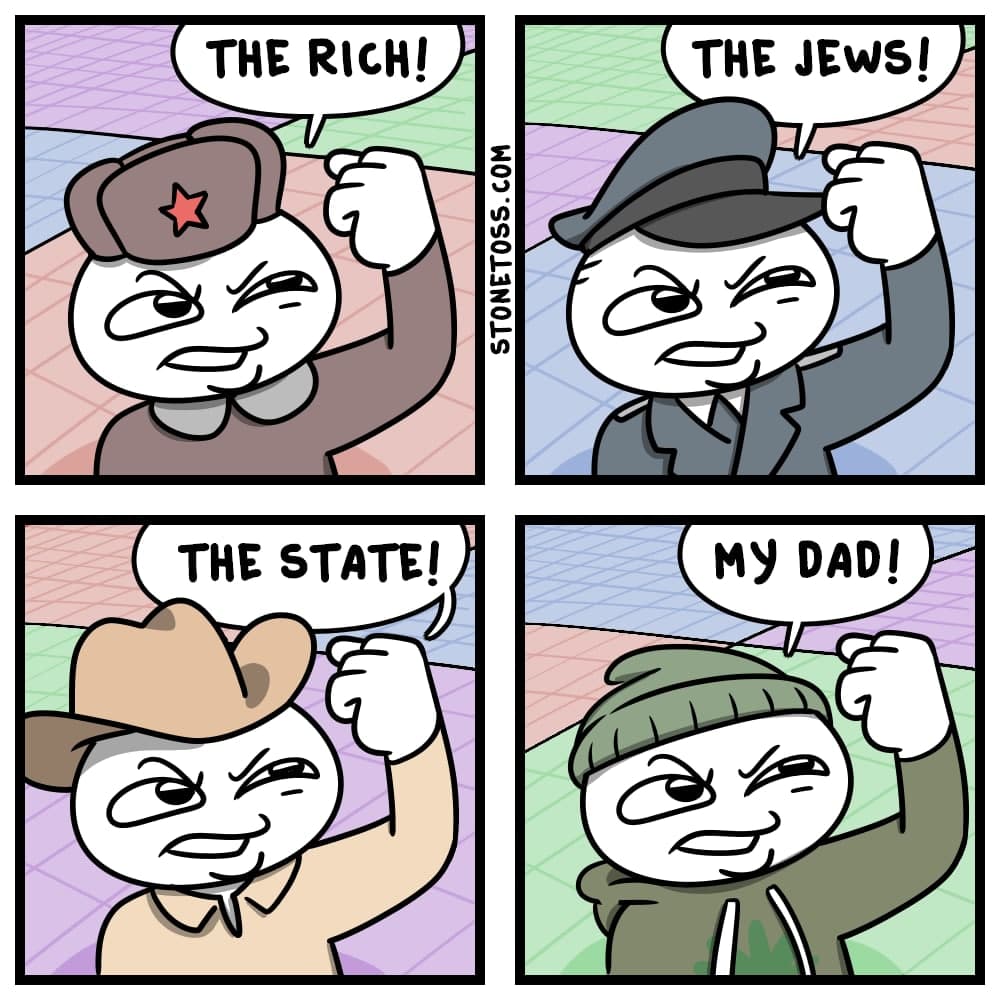 THE RICH!
THE JEWS!
STONETOSS.COM
THE STATE!
MY DAD!